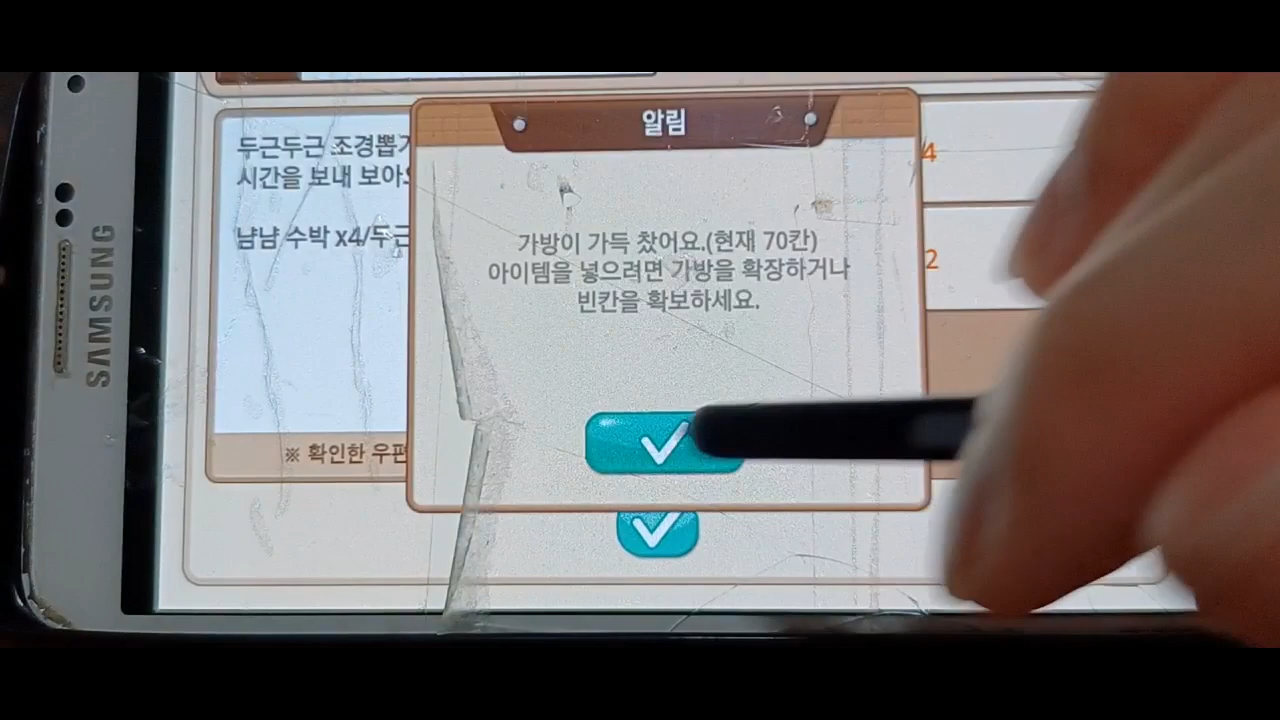 SAMSUNG
알림
두근두근 조경뽑기
시간을 보내 보아요
냠냠 수박 x4/두근
4
2
가방이 가득 찼어요.(현재 70칸)
아이템을 넣으려면 가방을 확장하거나
빈칸을 확보하세요.
※ 확인한 우편